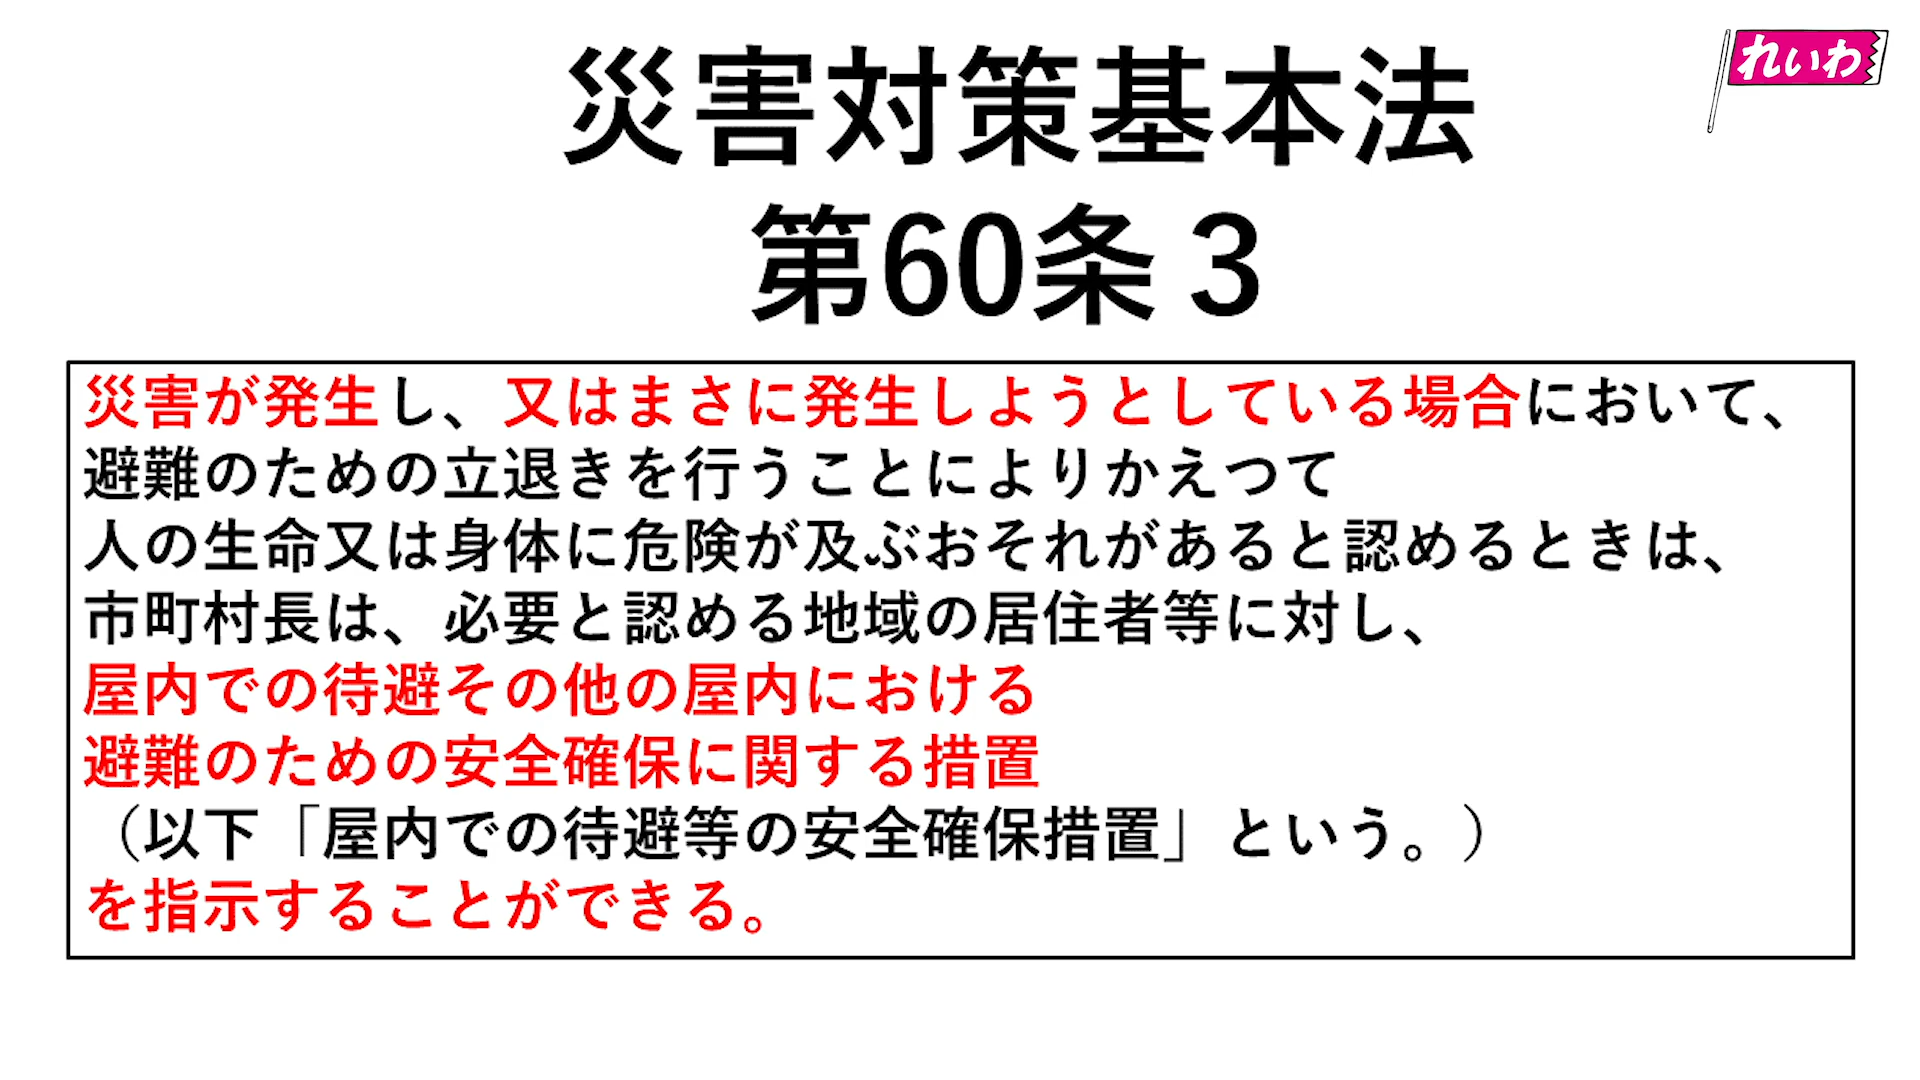 れいわ
災害対策基本法
第60条3
災害が発生し、又はまさに発生しようとしている場合において、
避難のための立退きを行うことによりかえつて
人の生命又は身体に危険が及ぶおそれがあると認めるときは、
市町村長は、必要と認める地域の居住者等に対し、
屋内での待避その他の屋内における
避難のための安全確保に関する措置
（以下「屋内での待避等の安全確保措置」という。）
を指示することができる。